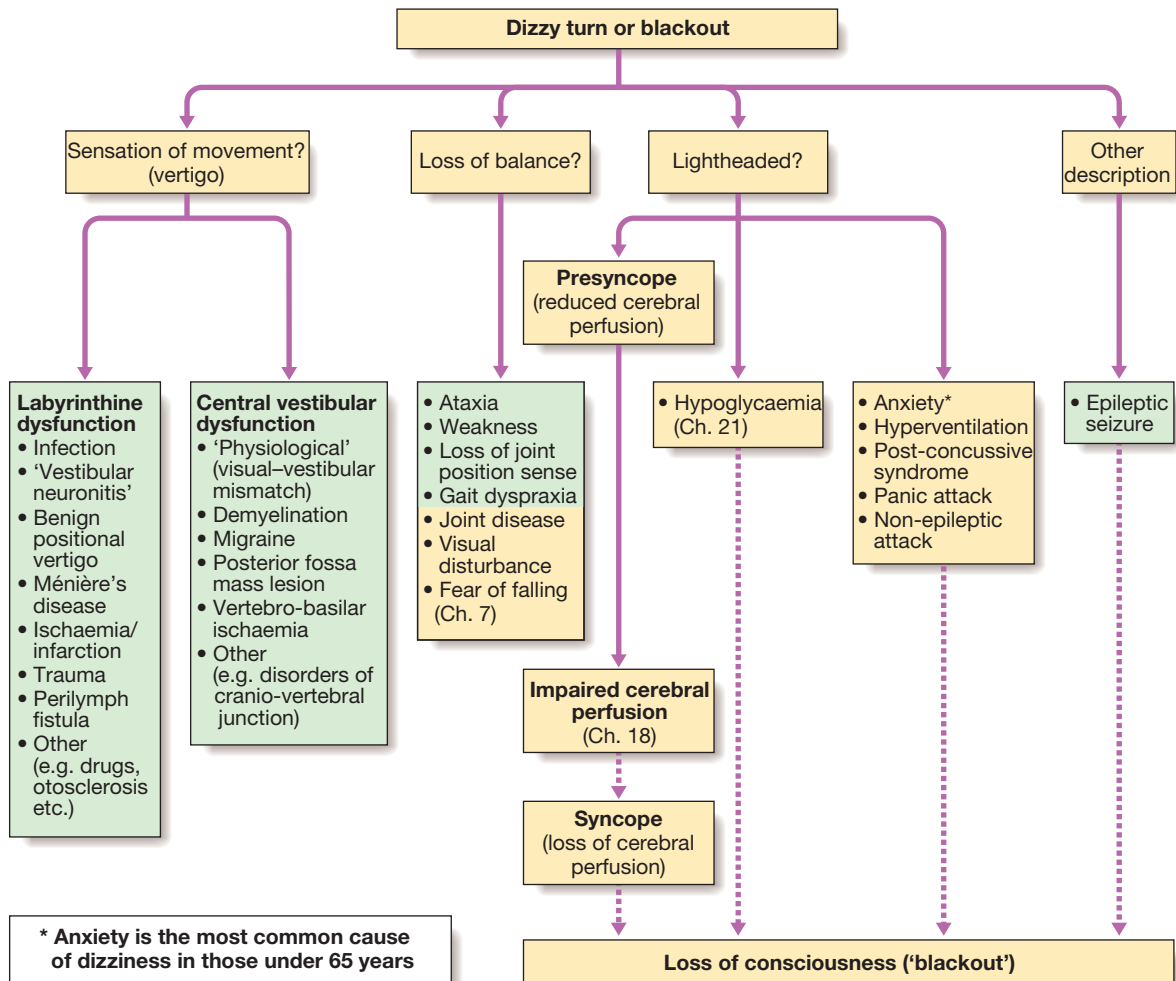 Dizzy turn or blackout
Sensation of movement?
(vertigo)
Loss of balance?
Lightheaded?
Other
description
Presyncope
(reduced cerebral
perfusion)
Labyrinthine
dysfunction
• Infection
• ‘Vestibular
neuronitis’
• Benign
positional
vertigo
• Ménière’s
disease
• Ischaemia/
infarction
• Trauma
• Perilymph
fistula
• Other
(e.g. drugs,
otosclerosis
etc.)
Central vestibular
dysfunction
• ‘Physiological’
(visual–vestibular
mismatch)
• Demyelination
• Migraine
• Posterior fossa
mass lesion
• Vertebro-basilar
ischaemia
• Other
(e.g. disorders of
cranio-vertebral
junction)
• Ataxia
• Weakness
• Loss of joint
position sense
• Gait dyspraxia
• Joint disease
• Visual
disturbance
• Fear of falling
(Ch. 7)
• Hypoglycaemia
(Ch. 21)
• Anxiety*
• Hyperventilation
• Post-concussive
syndrome
• Panic attack
• Non-epileptic
attack
• Epileptic
seizure
Impaired cerebral
perfusion
(Ch. 18)
Syncope
(loss of cerebral
perfusion)
* Anxiety is the most common cause
of dizziness in those under 65 years
Loss of consciousness (‘blackout’)